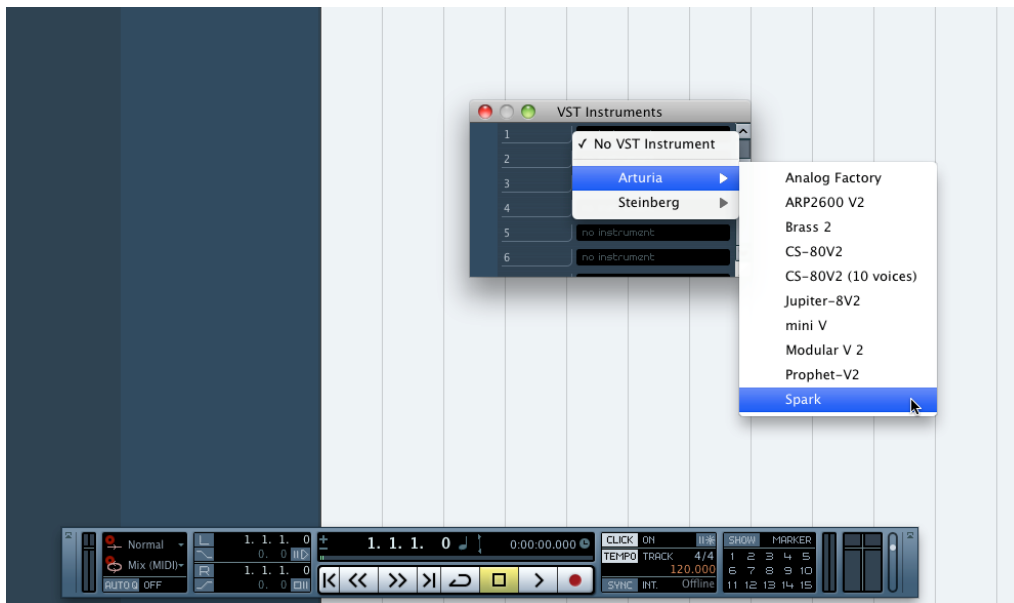 VST Instruments
1
✓ No VST Instrument
2
3
Arturia
Steinberg
4
5 no instrument
6 no instrument
Analog Factory
ARP2600 V2
Brass 2
CS-80V2
CS-80V2 (10 voices)
Jupiter-8V2
mini V
Modular V 2
Prophet-V2
Spark
Normal
Mix (MIDI)
AUTO Q OFF
L 1. 1. 1. 0
0. 0
R 1. 1. 1. 0
0. 0
1. 1. 1. 0
0:00:00.000
CLICK ON
TEMPO TRACK 4/4
120.000
SYNC INT. Offline
SHOW MARKER
1 2 3 4 5
6 7 8 9 10
11 12 13 14 15